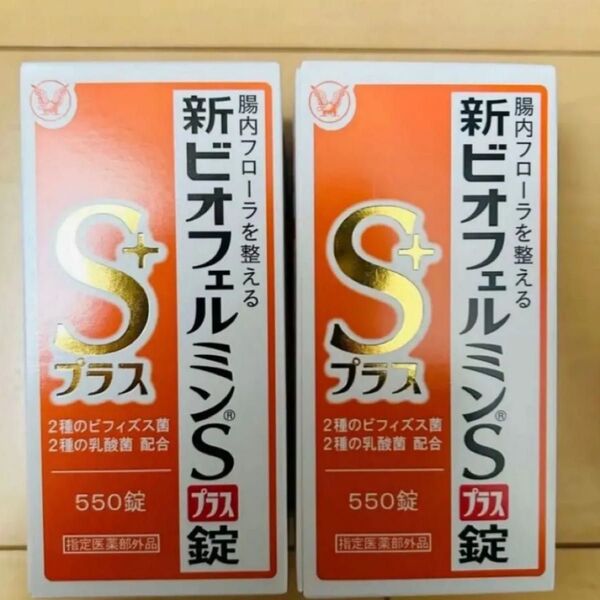 腸内フローラを整える
新ビオフェルミン®S
プラス
錠
S+
プラス
2種のビフィズス菌
2種の乳酸菌 配合
550錠
指定医薬部外品
腸内フローラを整える
新ビオフェルミン®S
プラス
錠
S+
プラス
2種のビフィズス菌
2種の乳酸菌 配合
550錠
指定医薬部外品